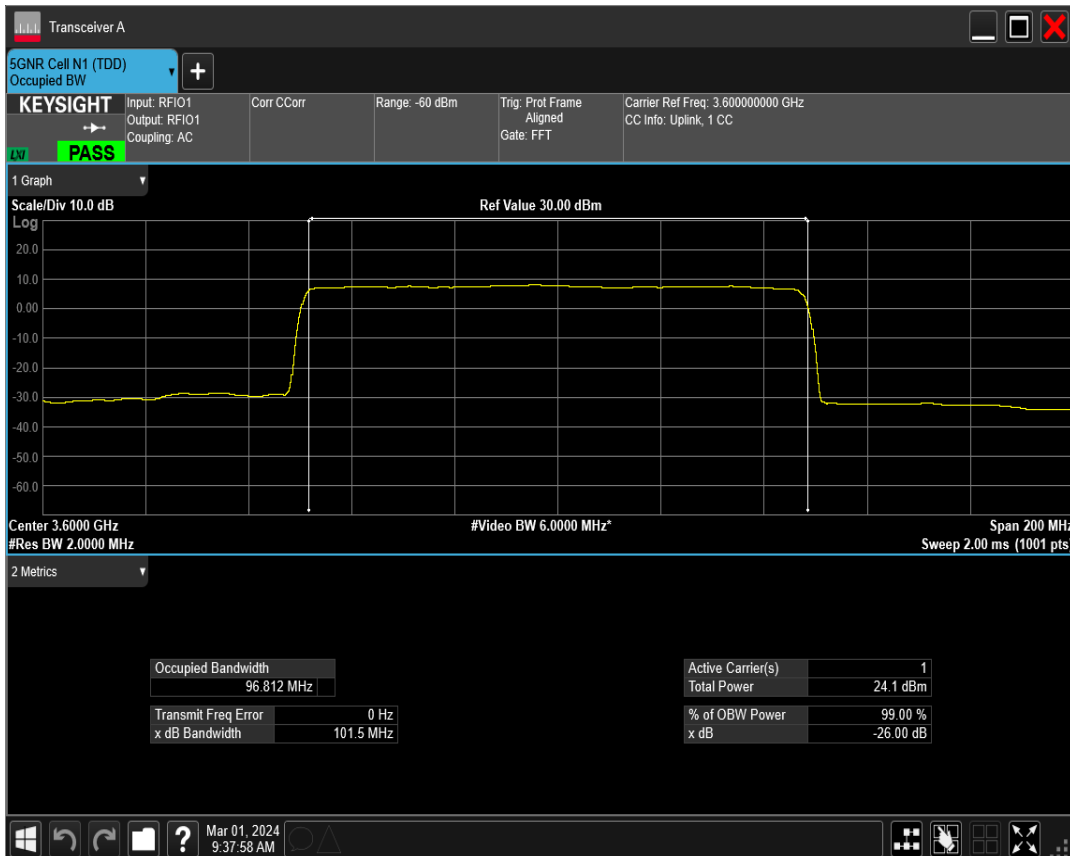 Transceiver A
5GNR Cell N1 (TDD)
Occupied BW
+
KEYSIGHT
LXI
PASS
Input: RFIO1
Output: RFIO1
Coupling: AC
Corr CCorr
Range: -60 dBm
Trig: Prot Frame
Aligned
Gate: FFT
Carrier Ref Freq: 3.600000000 GHz
CC Info: Uplink, 1 CC
1 Graph
Scale/Div 10.0 dB
Ref Value 30.00 dBm
Log
20.0
10.0
0.00
-10.0
-20.0
-30.0
-40.0
-50.0
-60.0
Center 3.6000 GHz
#Video BW 6.0000 MHz*
Span 200 MHz
#Res BW 2.0000 MHz
Sweep 2.00 ms (1001 pts)
2 Metrics
Occupied Bandwidth
96.812 MHz
Transmit Freq Error 0 Hz
x dB Bandwidth 101.5 MHz
Active Carrier(s) 1
Total Power 24.1 dBm
% of OBW Power 99.00 %
x dB -26.00 dB
?
Mar 01, 2024
9:37:58 AM